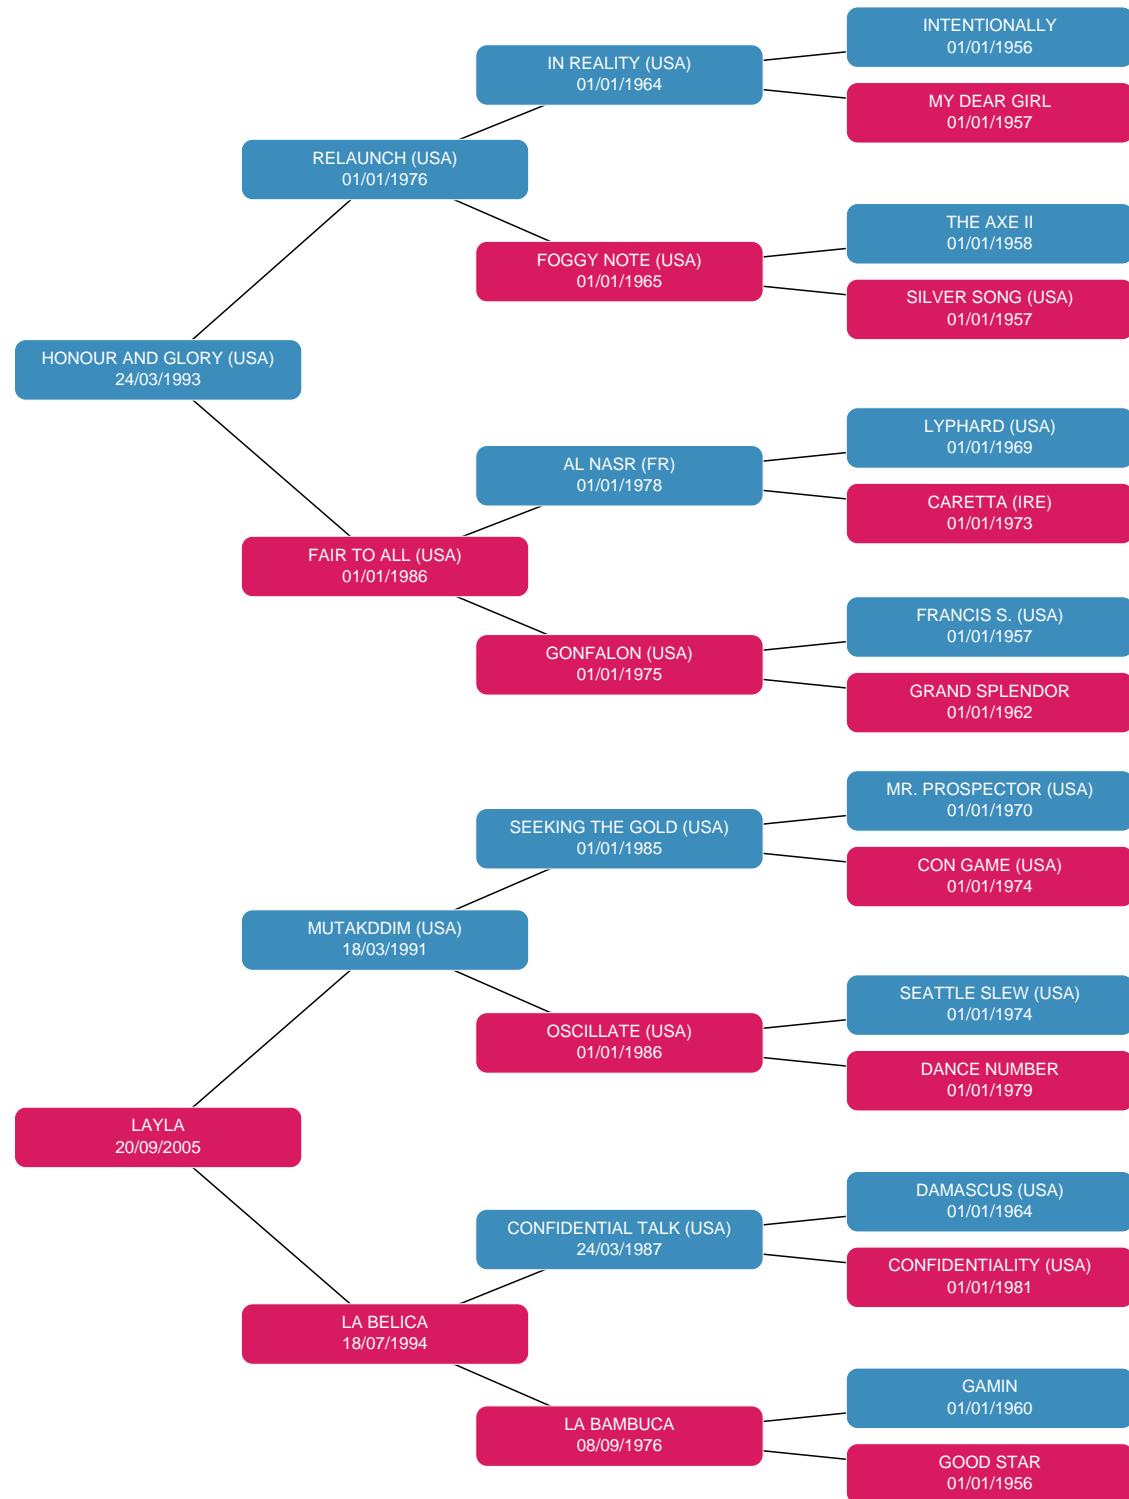 INTENTIONALLY
01/01/1956
IN REALITY (USA)
01/01/1964
MY DEAR GIRL
01/01/1957
RELAUNCH (USA)
01/01/1976
THE AXE II
01/01/1958
FOGGY NOTE (USA)
01/01/1965
SILVER SONG (USA)
01/01/1957
HONOUR AND GLORY (USA)
24/03/1993
LYPHARD (USA)
01/01/1969
AL NASR (FR)
01/01/1978
CARETTA (IRE)
01/01/1973
FAIR TO ALL (USA)
01/01/1986
FRANCIS S. (USA)
01/01/1957
GONFALON (USA)
01/01/1975
GRAND SPLENDOR
01/01/1962
MR. PROSPECTOR (USA)
01/01/1970
SEEKING THE GOLD (USA)
01/01/1985
CON GAME (USA)
01/01/1974
MUTAKDDIM (USA)
18/03/1991
SEATTLE SLEW (USA)
01/01/1974
OSCILLATE (USA)
01/01/1986
DANCE NUMBER
01/01/1979
LAYLA
20/09/2005
DAMASCUS (USA)
01/01/1964
CONFIDENTIAL TALK (USA)
24/03/1987
CONFIDENTIALITY (USA)
01/01/1981
LA BELICA
18/07/1994
GAMIN
01/01/1960
LA BAMBUCA
08/09/1976
GOOD STAR
01/01/1956